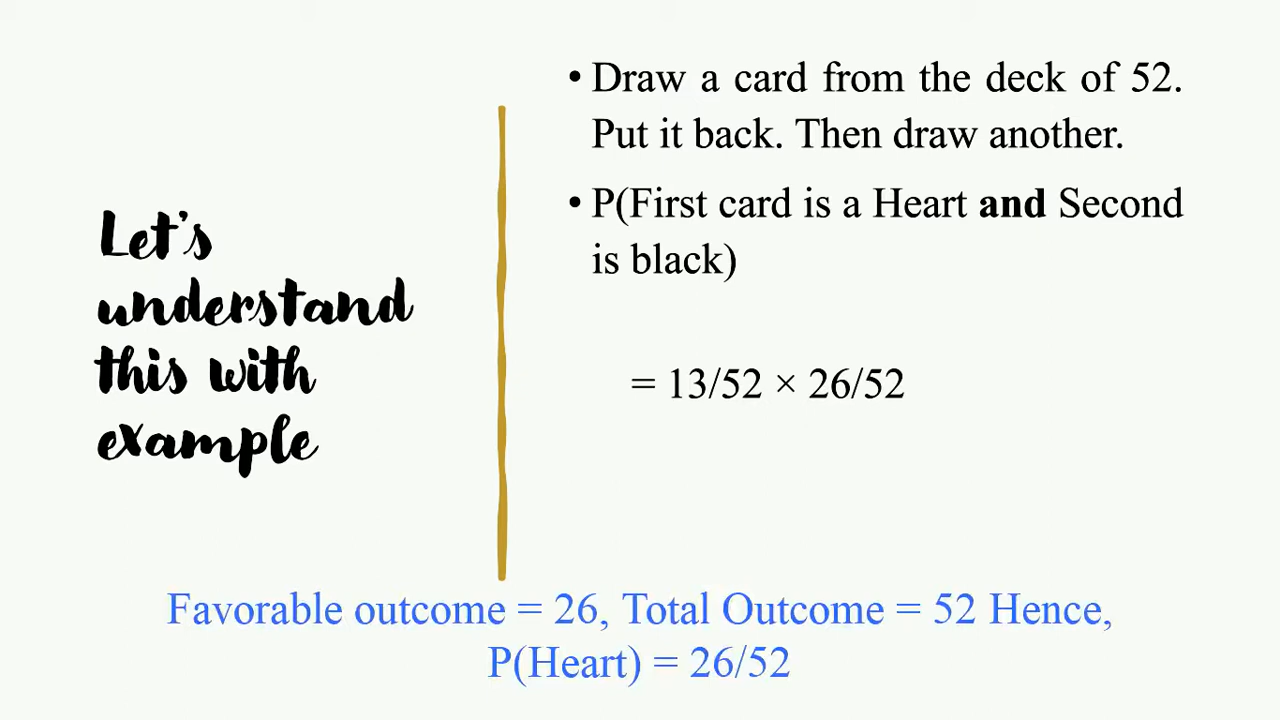 Let's
understand
this with
example
• Draw a card from the deck of 52.
Put it back. Then draw another.
• P(First card is a Heart and Second
is black)
= 13/52 × 26/52
Favorable outcome = 26, Total Outcome = 52 Hence,
P(Heart) = 26/52